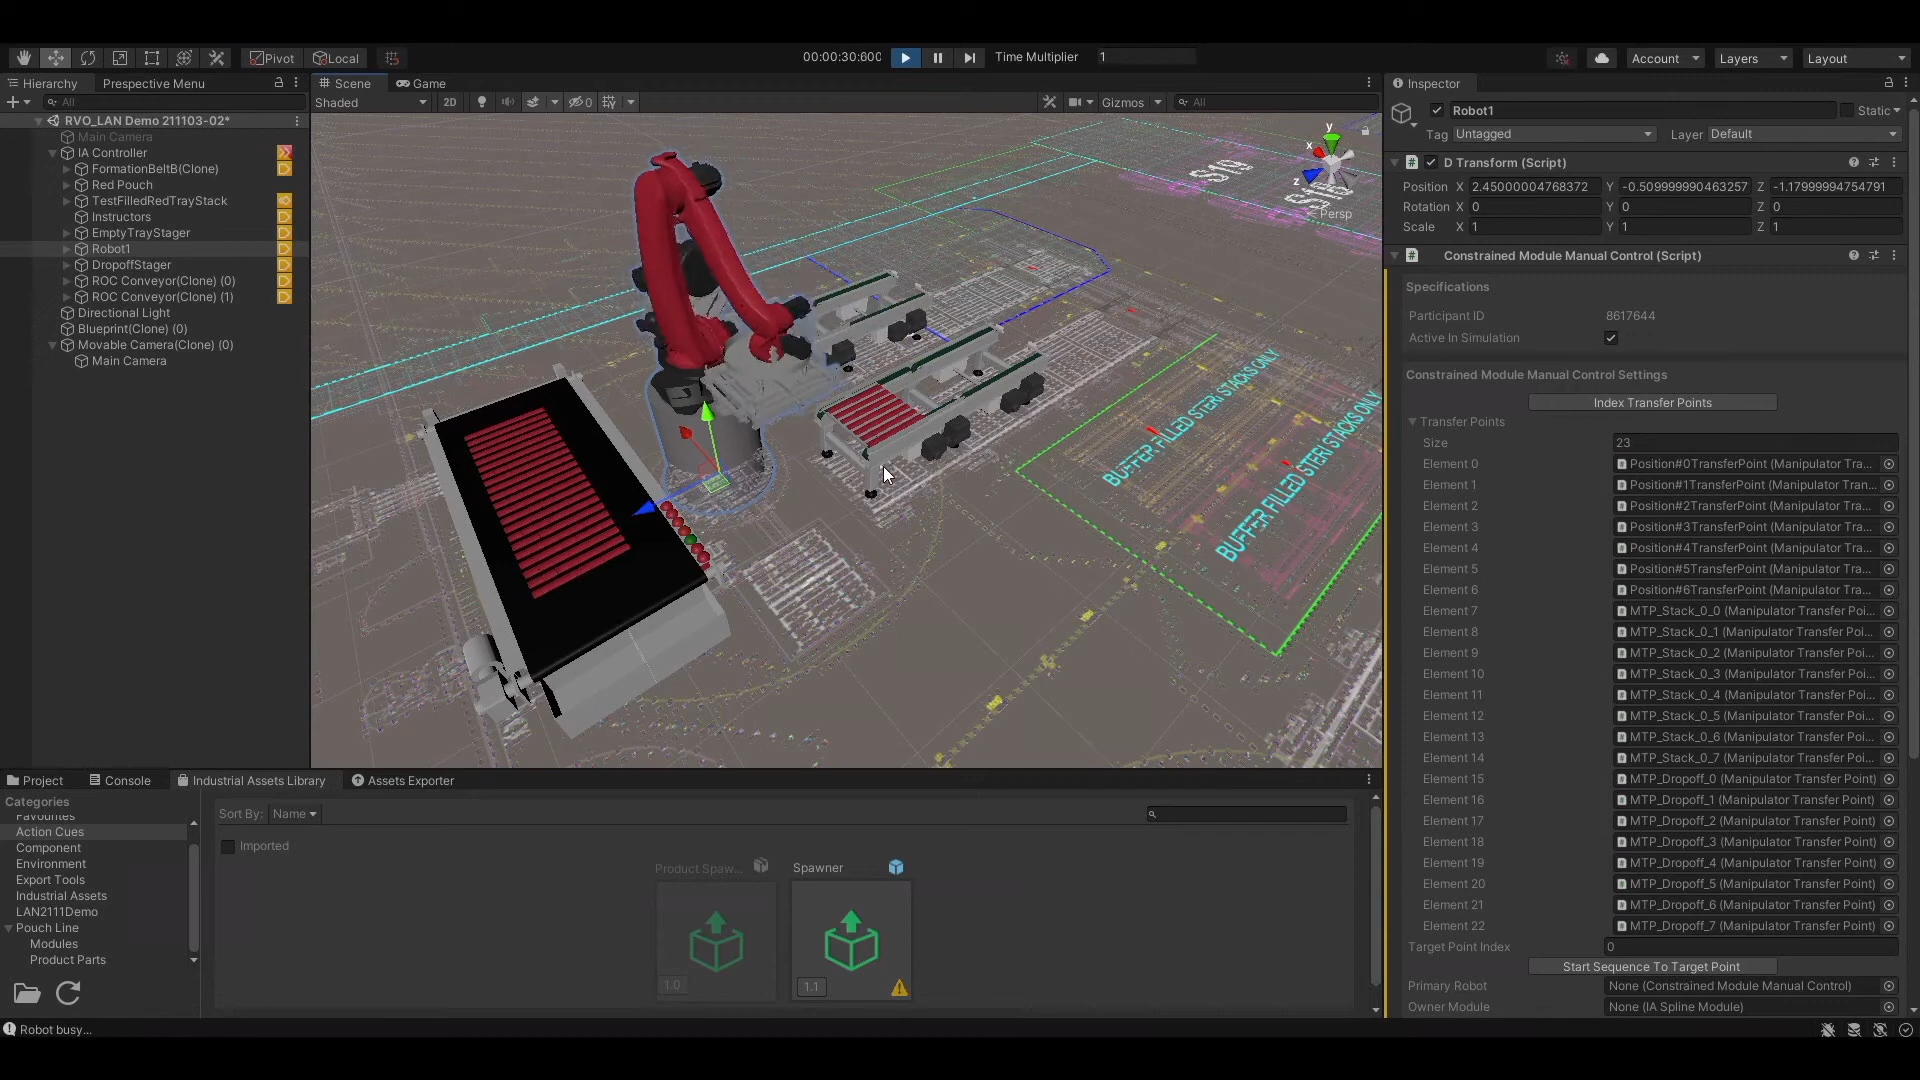 Pivot
Local
00:00:30:600
Time Multiplier
1
Account
Layers
Layout
Hierarchy
Perspective Menu
All
RVO_LAN Demo 211103-02*
Main Camera
IA Controller
FormationBeltB(Clone)
Red Pouch
TestFilledRedTrayStack
Instructors
EmptyTrayStager
Robot1
DropoffStager
ROC Conveyor(Clone) (0)
ROC Conveyor(Clone) (1)
Directional Light
Blueprint(Clone) (0)
Movable Camera(Clone) (0)
Main Camera
Scene
Game
Shaded
2D
0
Gizmos
All
y
x
z
Persp
BUFFER FILLED STERI STACKS ONLY
BUFFER FILLED STERI STACKS ONLY
Inspector
Robot1
Static
Tag Untagged
Layer Default
D Transform (Script)
Position X 2.45000004768372 Y -0.509999990463257 Z -1.17999994754791
Rotation X 0 Y 0 Z 0
Scale X 1 Y 1 Z 1
Constrained Module Manual Control (Script)
Specifications
Participant ID 8617644
Active In Simulation
Constrained Module Manual Control Settings
Index Transfer Points
Transfer Points
Size 23
Element 0 Position#0TransferPoint (Manipulator Tra...
Element 1 Position#1TransferPoint (Manipulator Tran...
Element 2 Position#2TransferPoint (Manipulator Tra...
Element 3 Position#3TransferPoint (Manipulator Tra...
Element 4 Position#4TransferPoint (Manipulator Tra...
Element 5 Position#5TransferPoint (Manipulator Tra...
Element 6 Position#6TransferPoint (Manipulator Tra...
Element 7 MTP_Stack_0_0 (Manipulator Transfer Poi...
Element 8 MTP_Stack_0_1 (Manipulator Transfer Poi...
Element 9 MTP_Stack_0_2 (Manipulator Transfer Poi...
Element 10 MTP_Stack_0_3 (Manipulator Transfer Poi...
Element 11 MTP_Stack_0_4 (Manipulator Transfer Poi...
Element 12 MTP_Stack_0_5 (Manipulator Transfer Poi...
Element 13 MTP_Stack_0_6 (Manipulator Transfer Poi...
Element 14 MTP_Stack_0_7 (Manipulator Transfer Poi...
Element 15 MTP_Dropoff_0 (Manipulator Transfer Point)
Element 16 MTP_Dropoff_1 (Manipulator Transfer Point)
Element 17 MTP_Dropoff_2 (Manipulator Transfer Point)
Element 18 MTP_Dropoff_3 (Manipulator Transfer Point)
Element 19 MTP_Dropoff_4 (Manipulator Transfer Point)
Element 20 MTP_Dropoff_5 (Manipulator Transfer Point)
Element 21 MTP_Dropoff_6 (Manipulator Transfer Point)
Element 22 MTP_Dropoff_7 (Manipulator Transfer Point)
Target Point Index 0
Start Sequence To Target Point
Primary Robot None (Constrained Module Manual Control)
Owner Module None (IA Spline Module)
Project
Console
Industrial Assets Library
Assets Exporter
Categories
Favourites
Action Cues
Component
Environment
Export Tools
Industrial Assets
LAN2111Demo
Pouch Line
Modules
Product Parts
Sort By: Name
Imported
Product Spaw...
1.0
Spawner
1.1
Robot busy...